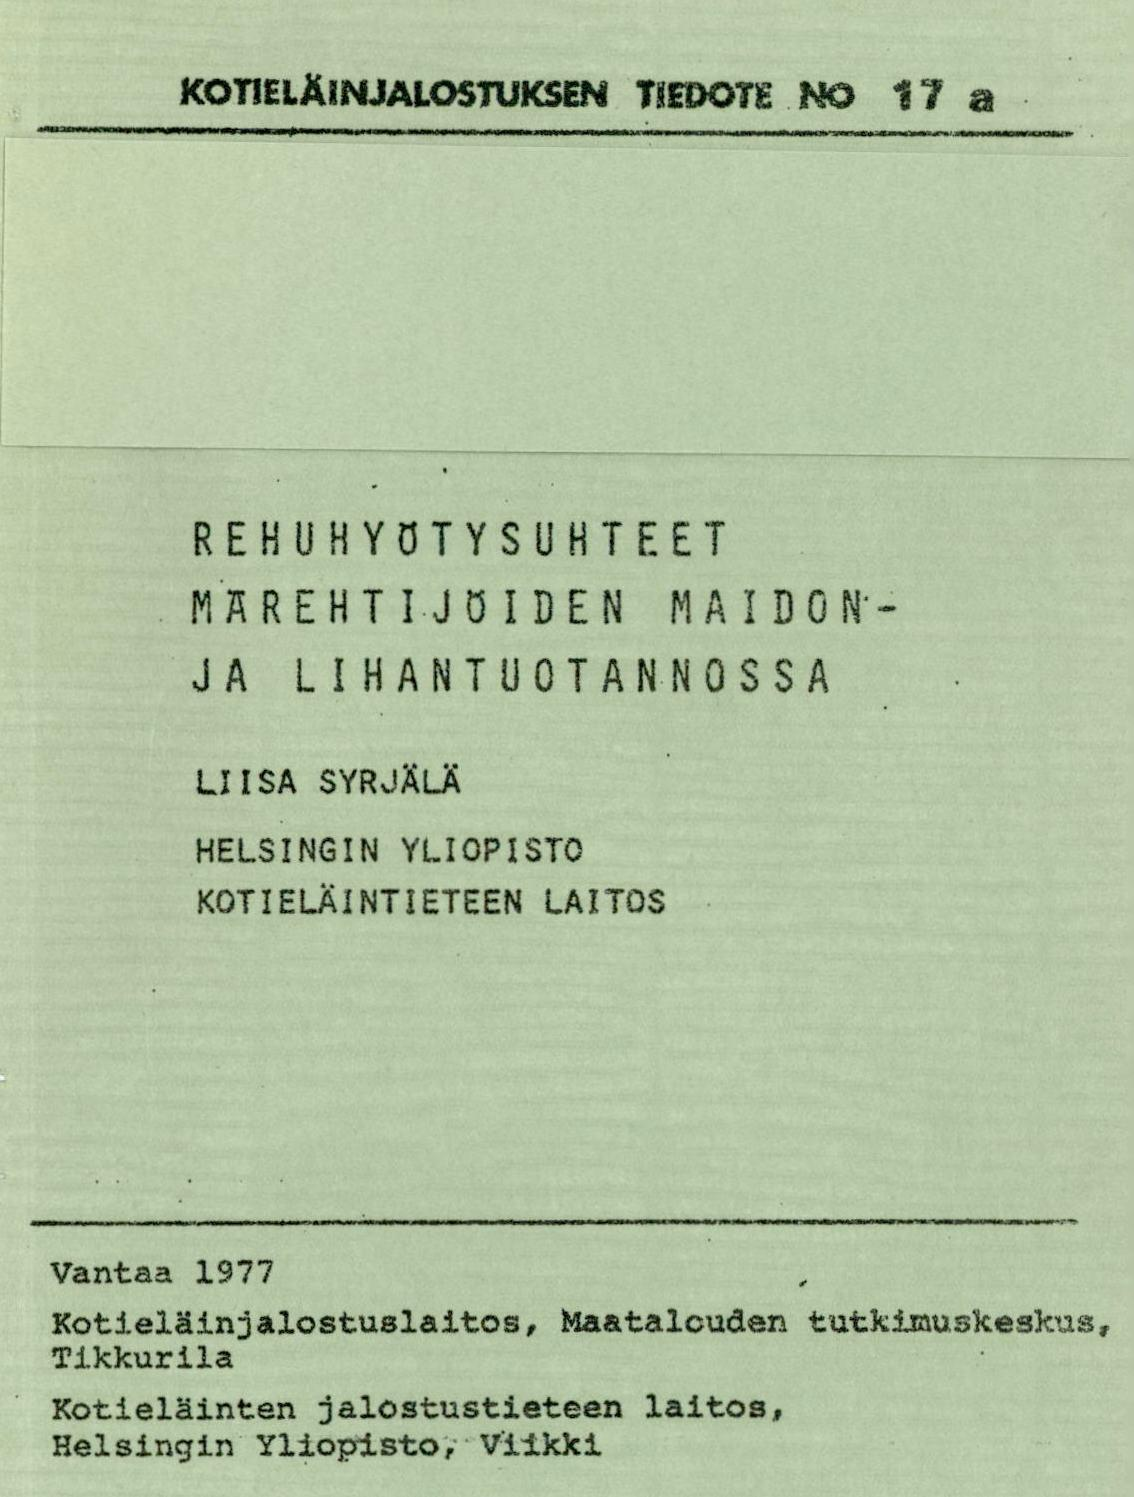 KOTIELÄINJALOSTUKSEN TIEDOTE NO 17 a
REHUHYÖTYSUHTEET
MÄREHTIJÖIDEN MAIDON-
JA LIHANTUOTANNOSSA
LIISA SYRJÄLÄ
HELSINGIN YLIOPISTO
KOTIELÄINTIETEEN LAITOS
Vantaa 1977
Kotieläinjalostuslaitos, Maatalouden tutkimuskeskus,
Tikkurila
Kotieläinten jalostustieteen laitos,
Helsingin Yliopisto, Viikki